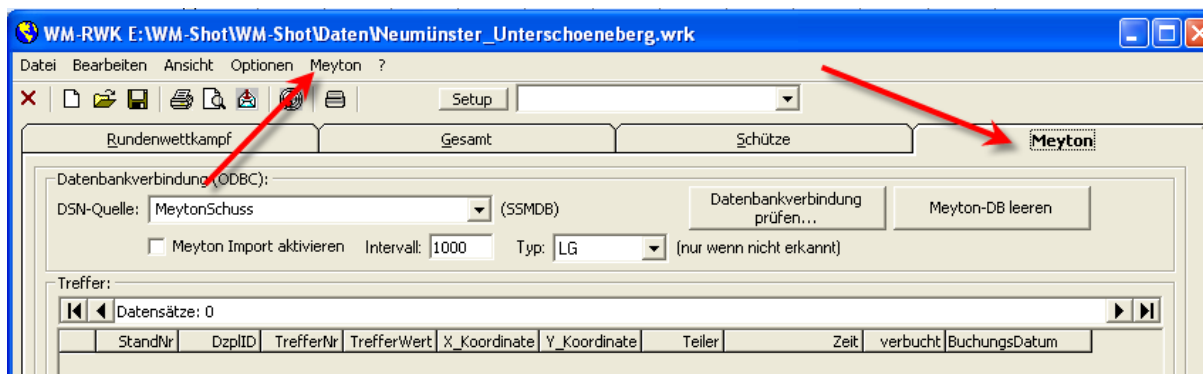 WM-RWK E:\WM-Shot\WM-Shot\Daten\Neumünster_Unterschoeneberg.wrk
Datei Bearbeiten Ansicht Optionen Meyton ?
Setup
Rundenwettkampf Gesamt Schütze Meyton
Datenbankverbindung (ODBC):
DSN-Quelle: MeytonSchuss (SSMDB) Datenbankverbindung prüfen... Meyton-DB leeren
Meyton Import aktivieren Intervall: 1000 Typ: LG (nur wenn nicht erkannt)
Treffer:
Datensätze: 0
StandNr DzplID TrefferNr TrefferWert X_Koordinate Y_Koordinate Teiler Zeit verbucht BuchungsDatum